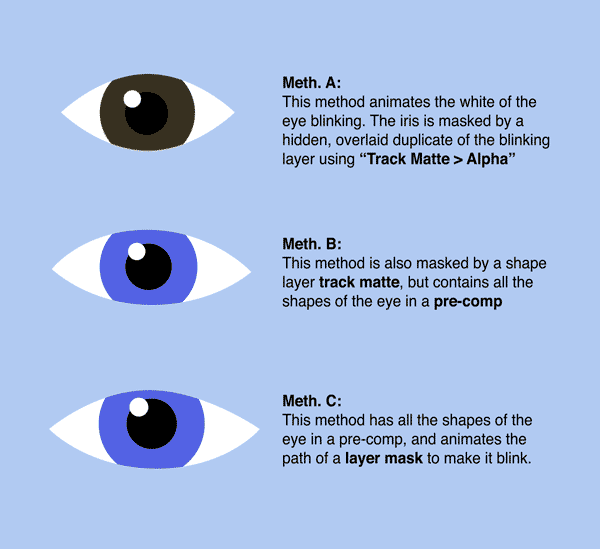 Meth. A:
This method animates the white of the
eye blinking. The iris is masked by a
hidden, overlaid duplicate of the blinking
layer using “Track Matte > Alpha”
Meth. B:
This method is also masked by a shape
layer track matte, but contains all the
shapes of the eye in a pre-comp
Meth. C:
This method has all the shapes of the
eye in a pre-comp, and animates the
path of a layer mask to make it blink.